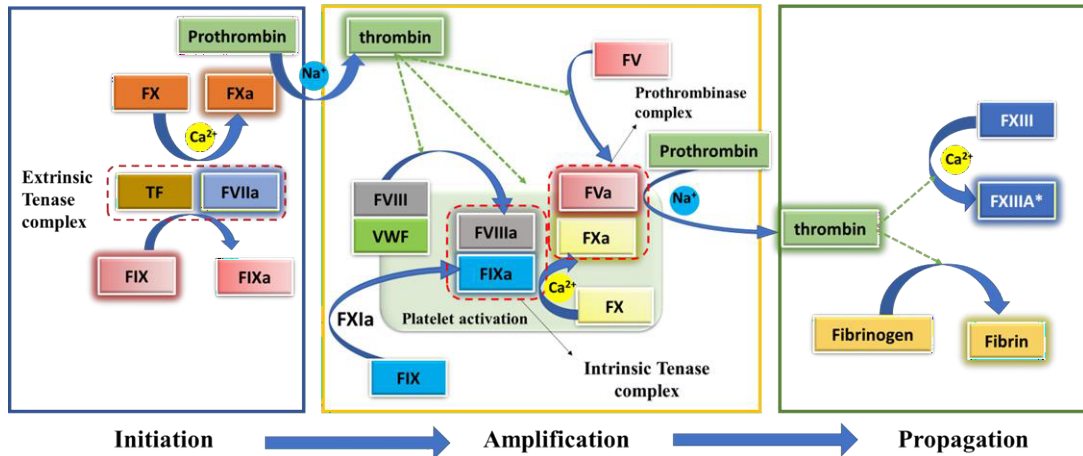 Prothrombin
Na⁺
FX
FXa
Ca²⁺
Extrinsic
Tenase
complex
TF
FVIIa
FIX
FIXa
thrombin
FV
Prothrombinase
complex
Prothrombin
FVIII
VWF
FVIIIa
FIXa
FVa
FXa
Na⁺
Ca²⁺
FX
FXIa
Platelet activation
FIX
Intrinsic Tenase
complex
FXIII
Ca²⁺
FXIIIA*
thrombin
Fibrinogen
Fibrin
Initiation
Amplification
Propagation